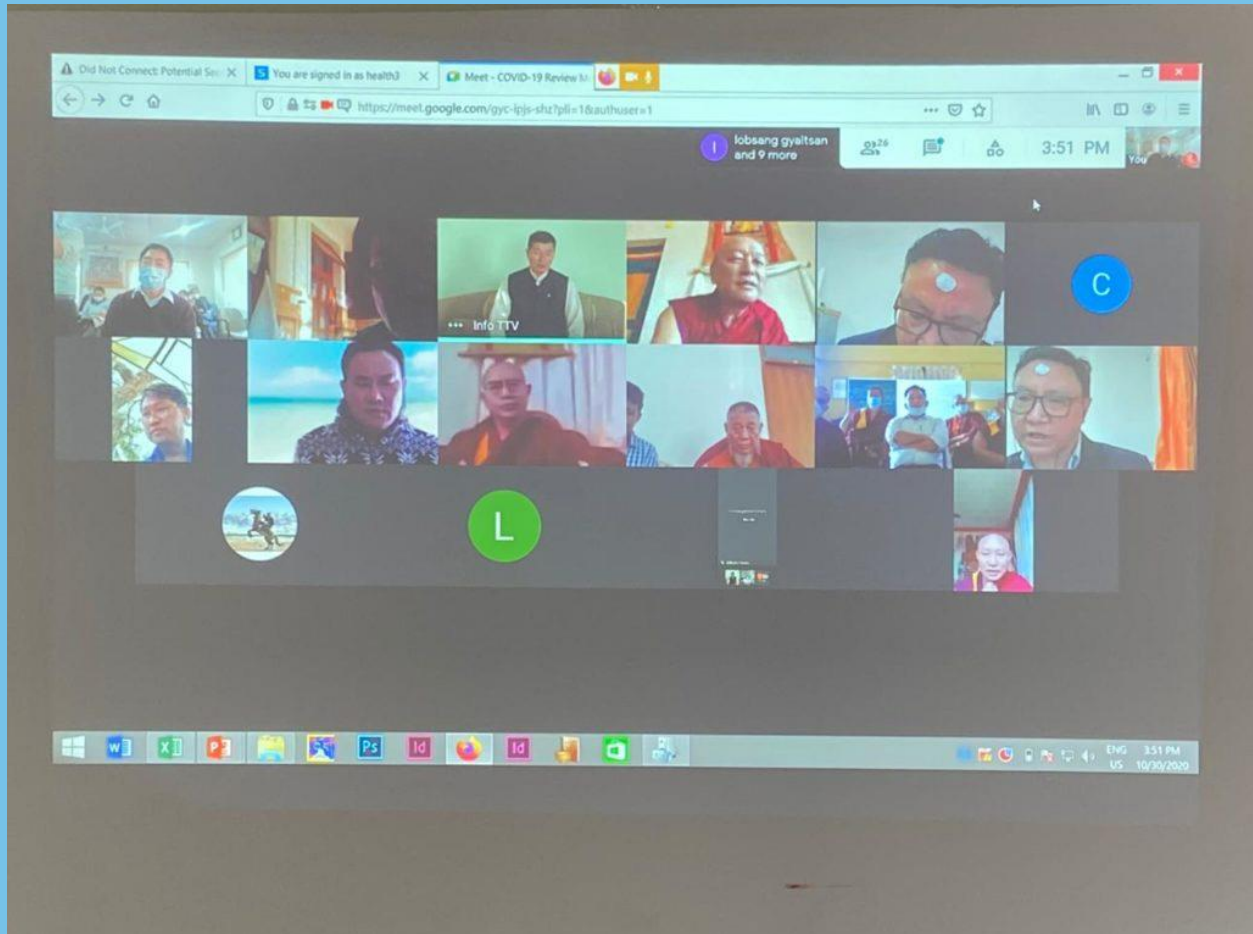 Did Not Connect: Potential Sec
You are signed in as health3
Meet - COVID-19 Review M
https://meet.google.com/gyc-ipjs-shz?pli=1&authuser=1
lobsang gyaltsan
and 9 more
26
3:51 PM
You
Info TTV
C
L
ENG
US
3:51 PM
10/30/2020